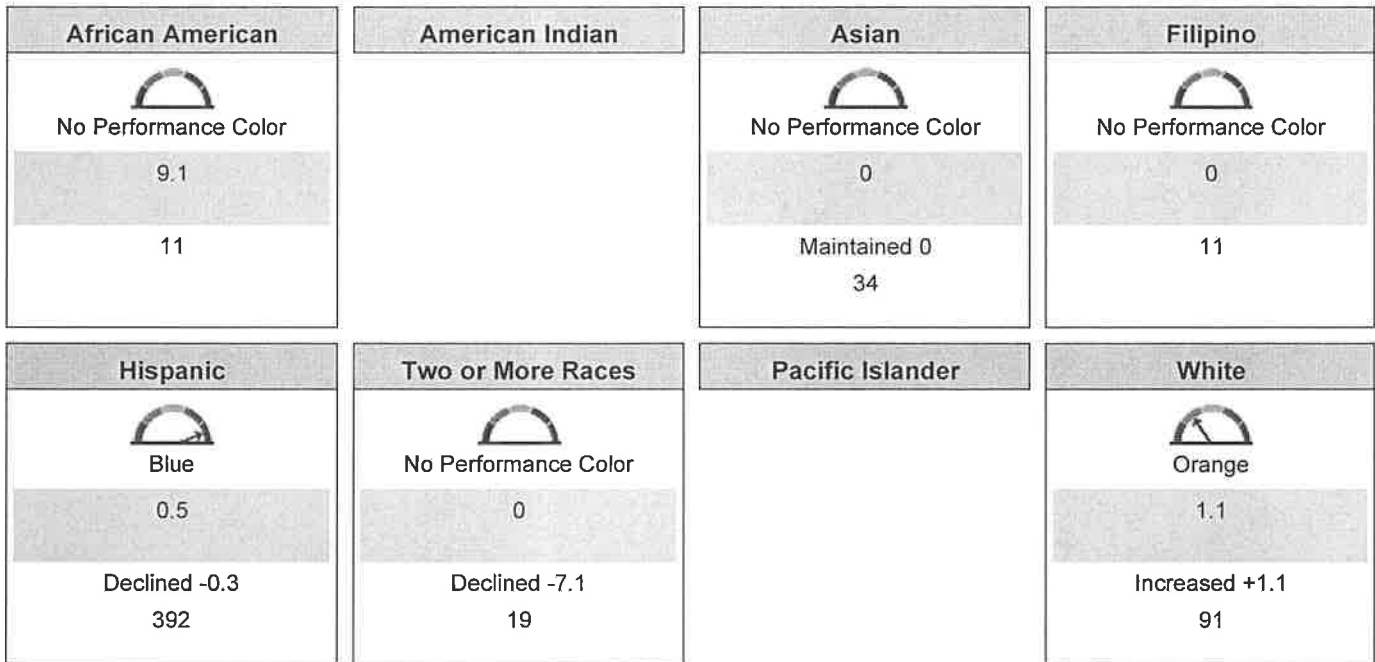 African American
No Performance Color
9.1
11
American Indian
Asian
No Performance Color
0
Maintained 0
34
Filipino
No Performance Color
0
11
Hispanic
Blue
0.5
Declined -0.3
392
Two or More Races
No Performance Color
0
Declined -7.1
19
Pacific Islander
White
Orange
1.1
Increased +1.1
91